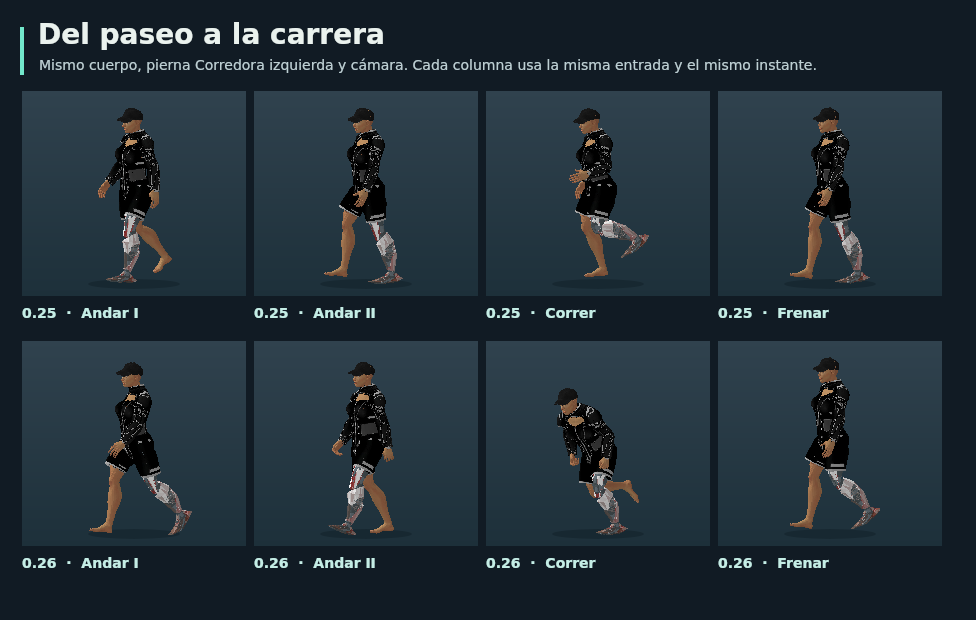 Del paseo a la carrera
Mismo cuerpo, pierna Corredora izquierda y cámara. Cada columna usa la misma entrada y el mismo instante.
0.25 · Andar I
0.25 · Andar II
0.25 · Correr
0.25 · Frenar
0.26 · Andar I
0.26 · Andar II
0.26 · Correr
0.26 · Frenar